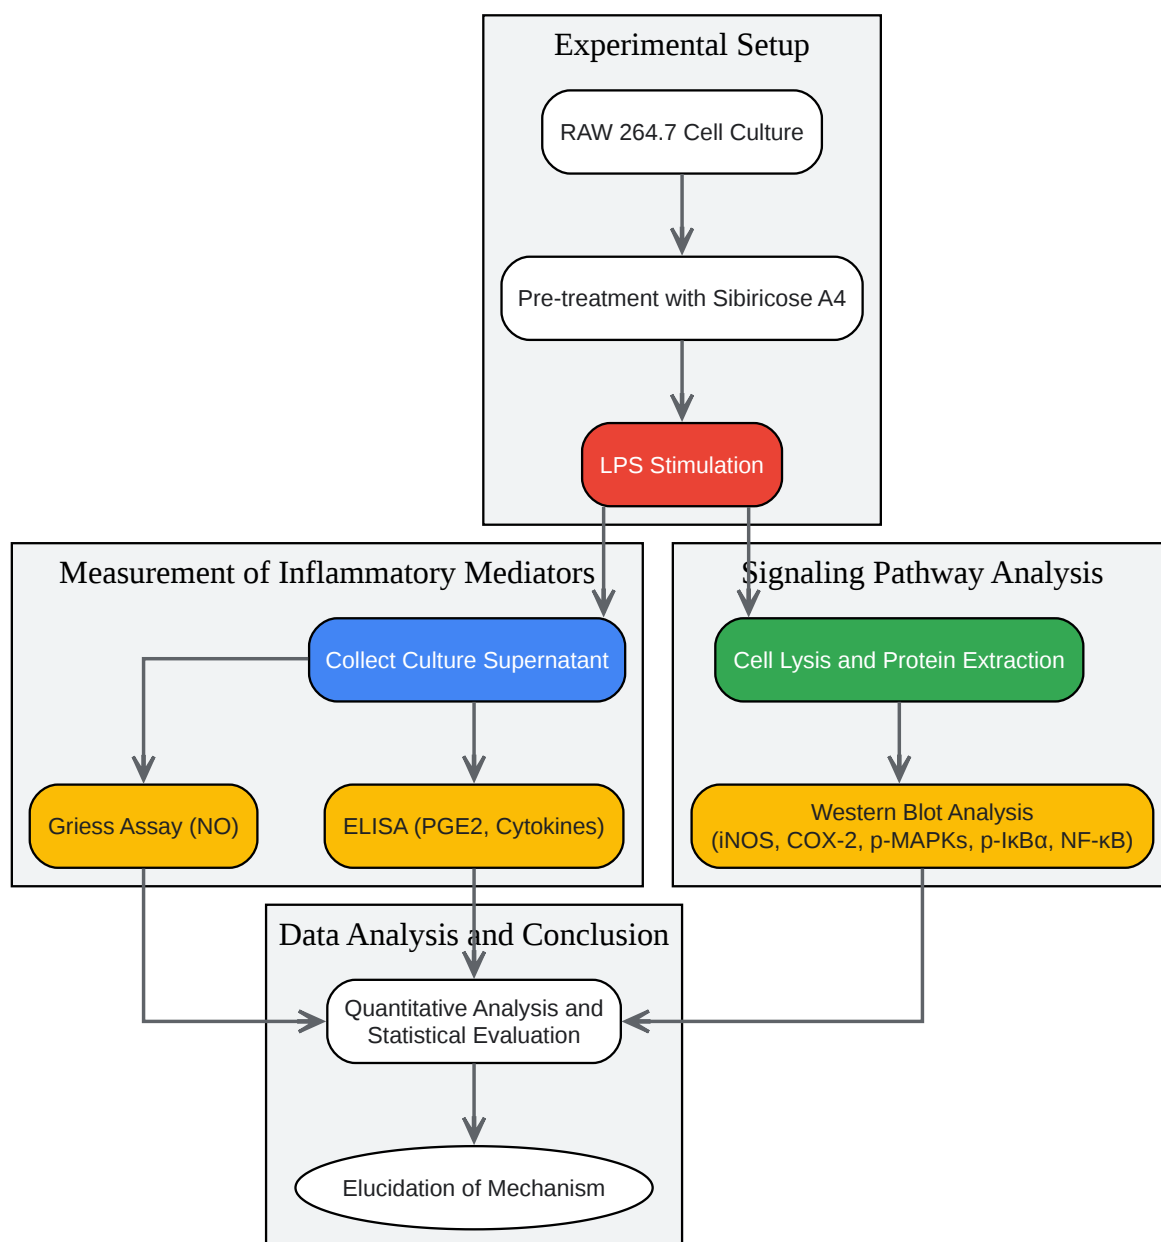 Experimental Setup
RAW 264.7 Cell Culture
Pre-treatment with Sibiricose A4
LPS Stimulation
Measurement of Inflammatory Mediators
Collect Culture Supernatant
Griess Assay (NO)
ELISA (PGE2, Cytokines)
Signaling Pathway Analysis
Cell Lysis and Protein Extraction
Western Blot Analysis
(iNOS, COX-2, p-MAPKs, p-IκBα, NF-κB)
Data Analysis and Conclusion
Quantitative Analysis and
Statistical Evaluation
Elucidation of Mechanism